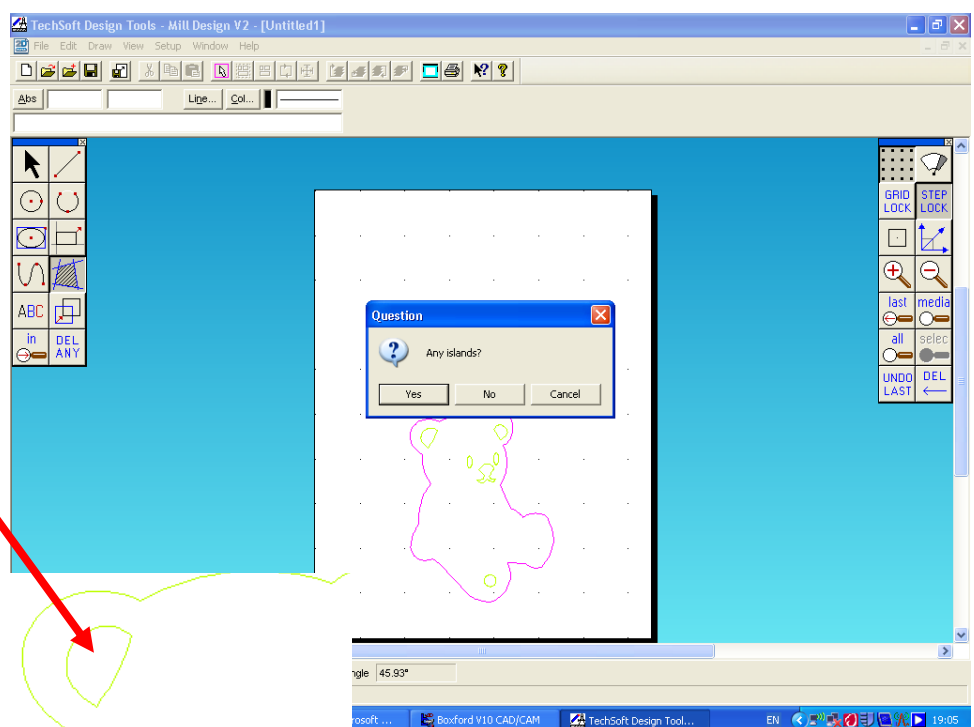 TechSoft Design Tools - Mill Design V2 - [Untitled1]
File Edit Draw View Setup Window Help
Abs
Line...
Col...
ABC
in
DEL
ANY
GRID
LOCK
STEP
LOCK
last
media
all
selec
UNDO
LAST
DEL
Question
Any islands?
Yes
No
Cancel
ngle 45.93°
rosoft ...
Boxford V10 CAD/CAM
TechSoft Design Tool...
EN
19:05